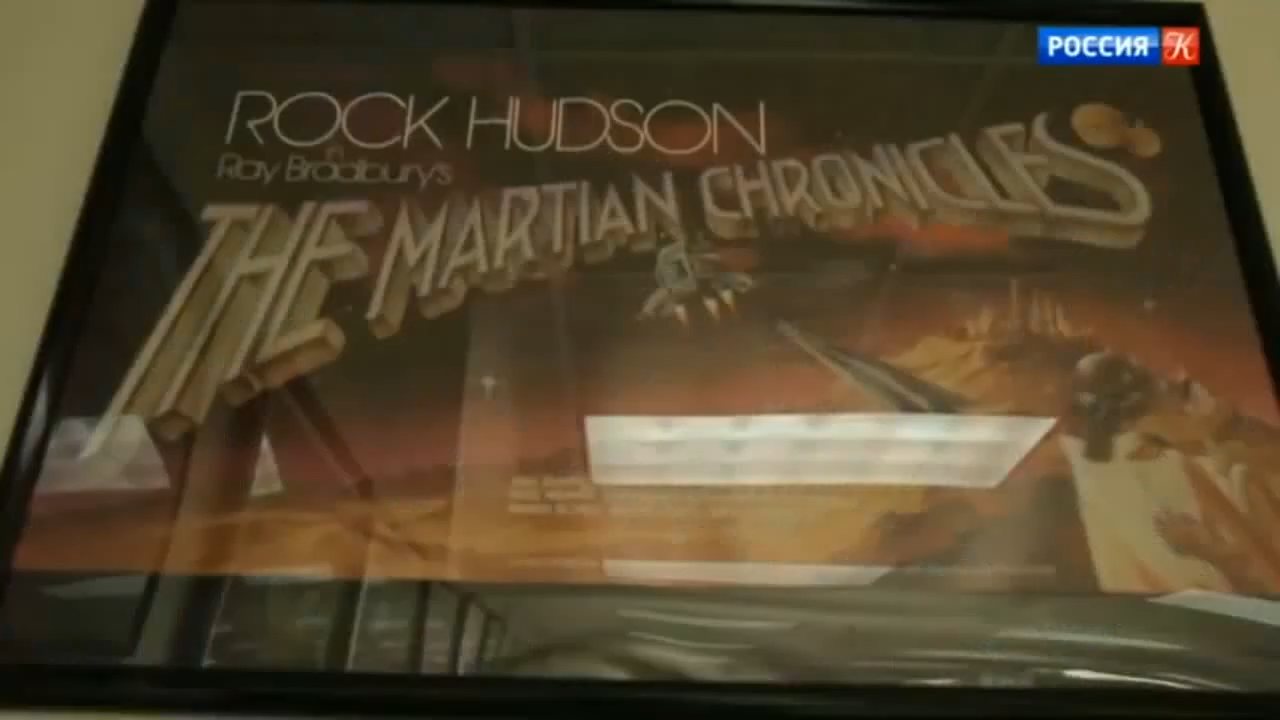 РОССИЯ К
ROCK HUDSON
in
Ray Bradbury's
THE MARTIAN CHRONICLES